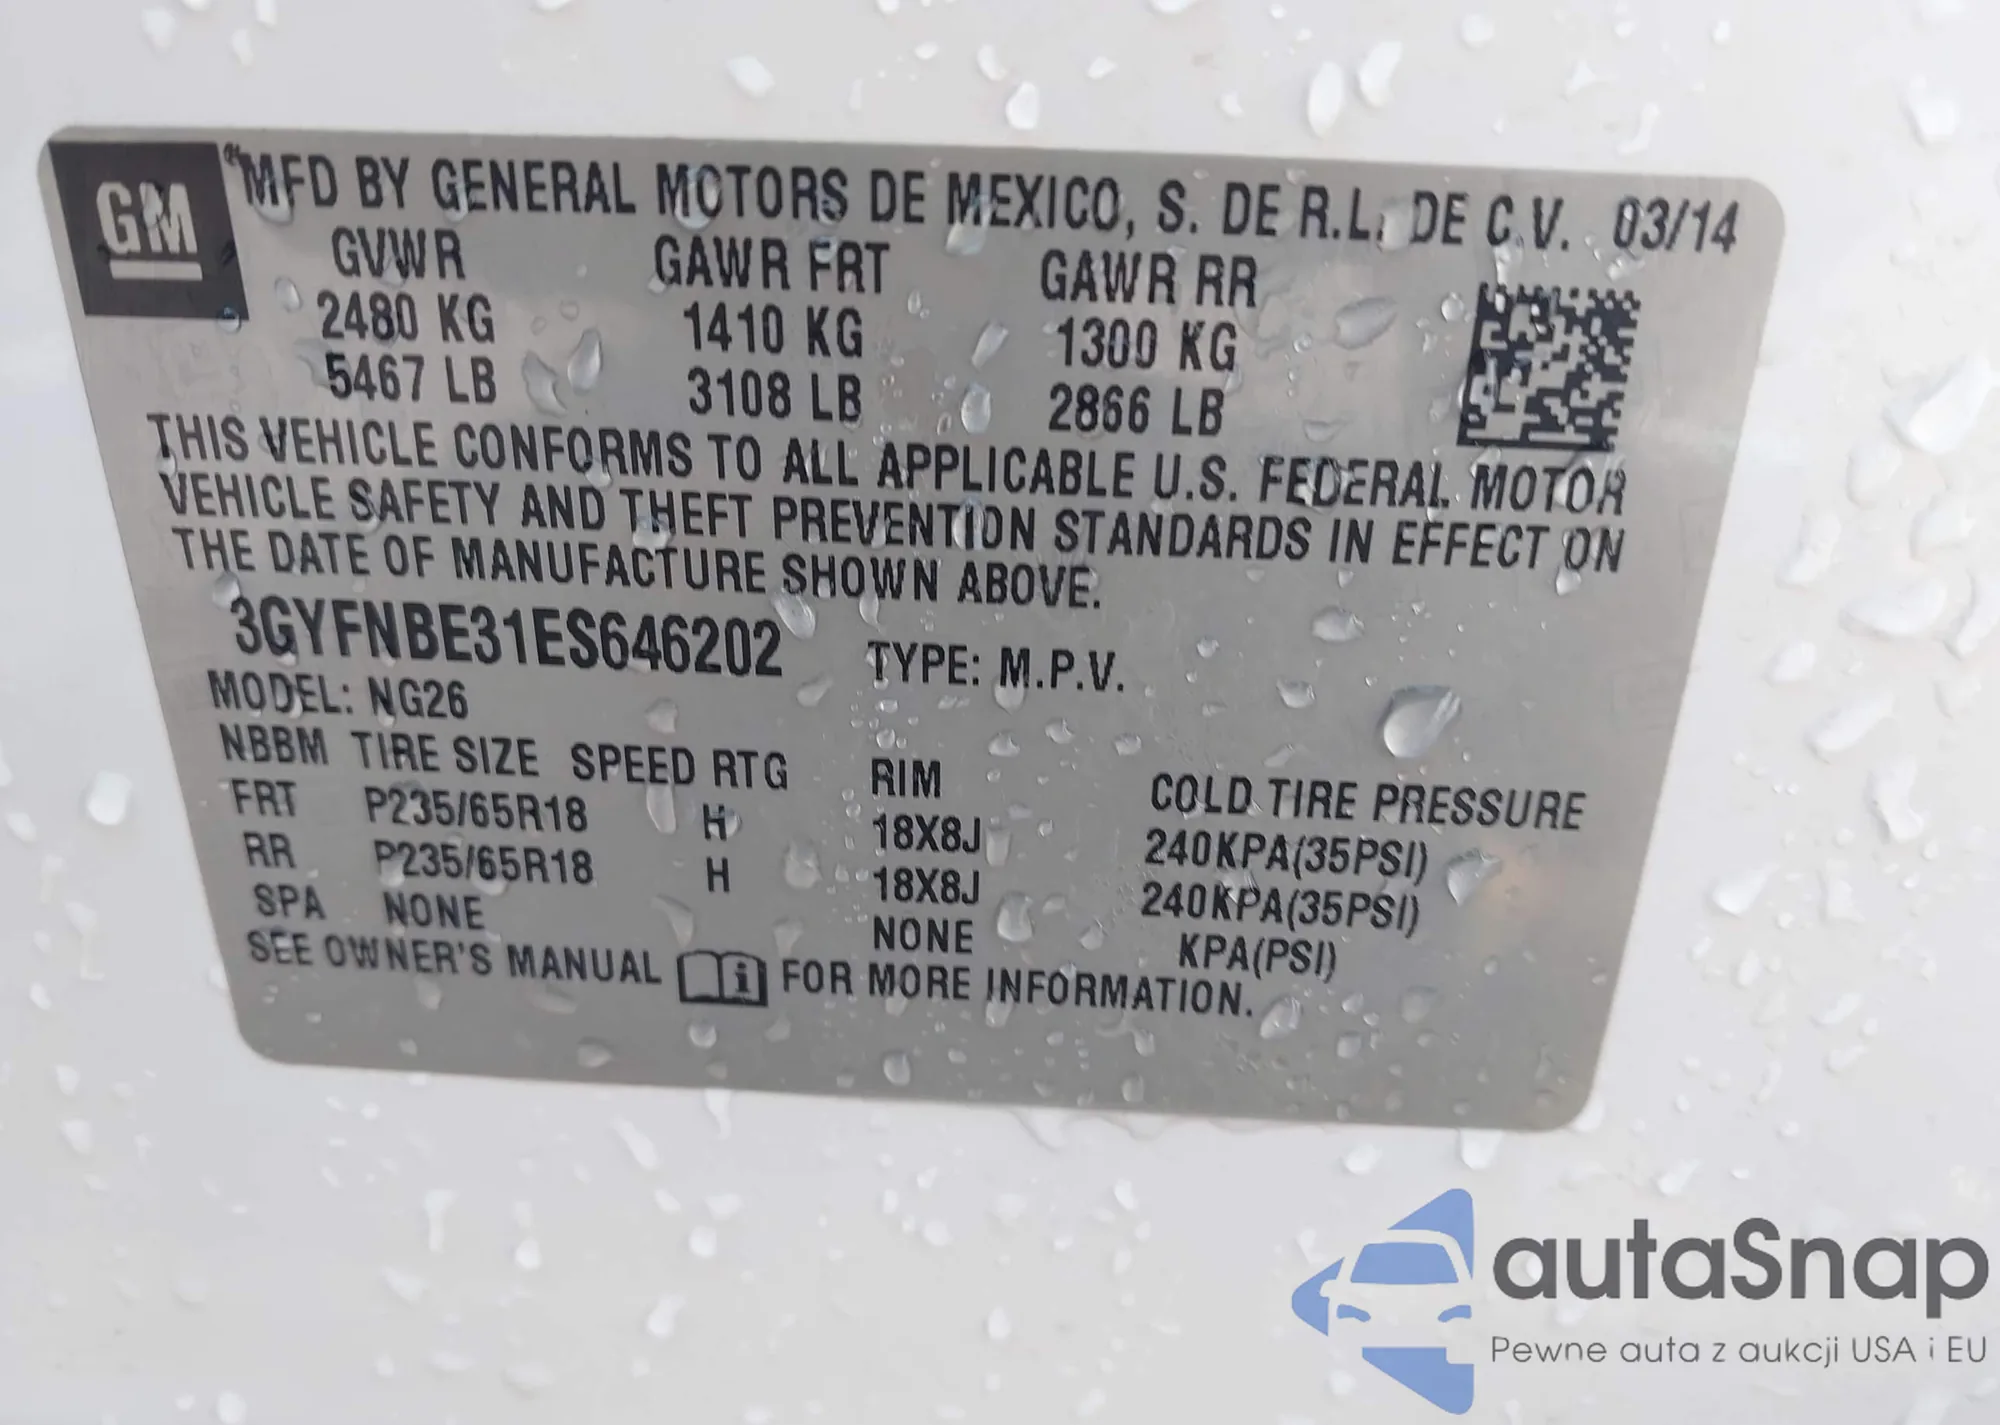 GM
MFD BY GENERAL MOTORS DE MEXICO, S. DE R.L. DE C.V. 03/14
GVWR GAWR FRT GAWR RR
2480 KG 1410 KG 1300 KG
5467 LB 3108 LB 2866 LB
THIS VEHICLE CONFORMS TO ALL APPLICABLE U.S. FEDERAL MOTOR
VEHICLE SAFETY AND THEFT PREVENTION STANDARDS IN EFFECT ON
THE DATE OF MANUFACTURE SHOWN ABOVE.
3GYFNBE31ES646202 TYPE: M.P.V.
MODEL: NG26
NBBM TIRE SIZE SPEED RTG RIM COLD TIRE PRESSURE
FRT P235/65R18 H 18X8J 240KPA(35PSI)
RR P235/65R18 H 18X8J 240KPA(35PSI)
SPA NONE NONE KPA(PSI)
SEE OWNER'S MANUAL FOR MORE INFORMATION.
autaSnap
Pewne auta z aukcji USA i EU